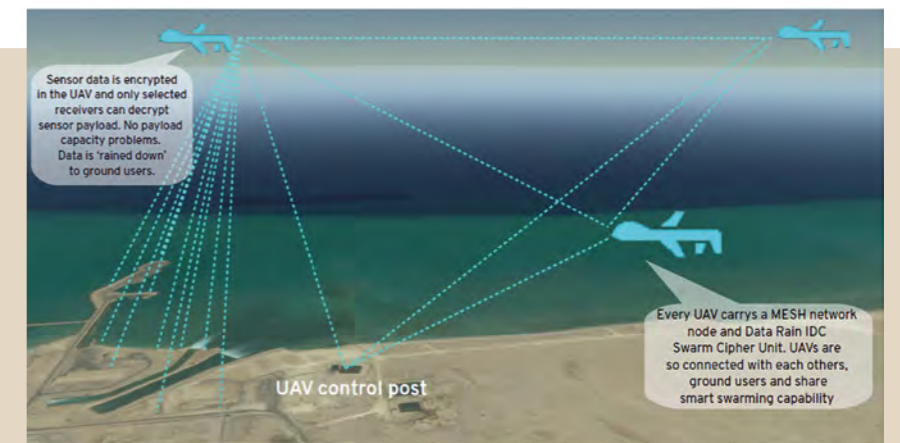 Sensor data is encrypted
in the UAV and only selected
receivers can decrypt
sensor payload. No payload
capacity problems.
Data is 'rained down'
to ground users.
Every UAV carrys a MESH network
node and Data Rain IDC
Swarm Cipher Unit. UAVs are
so connected with each others,
ground users and share
smart swarming capability
UAV control post